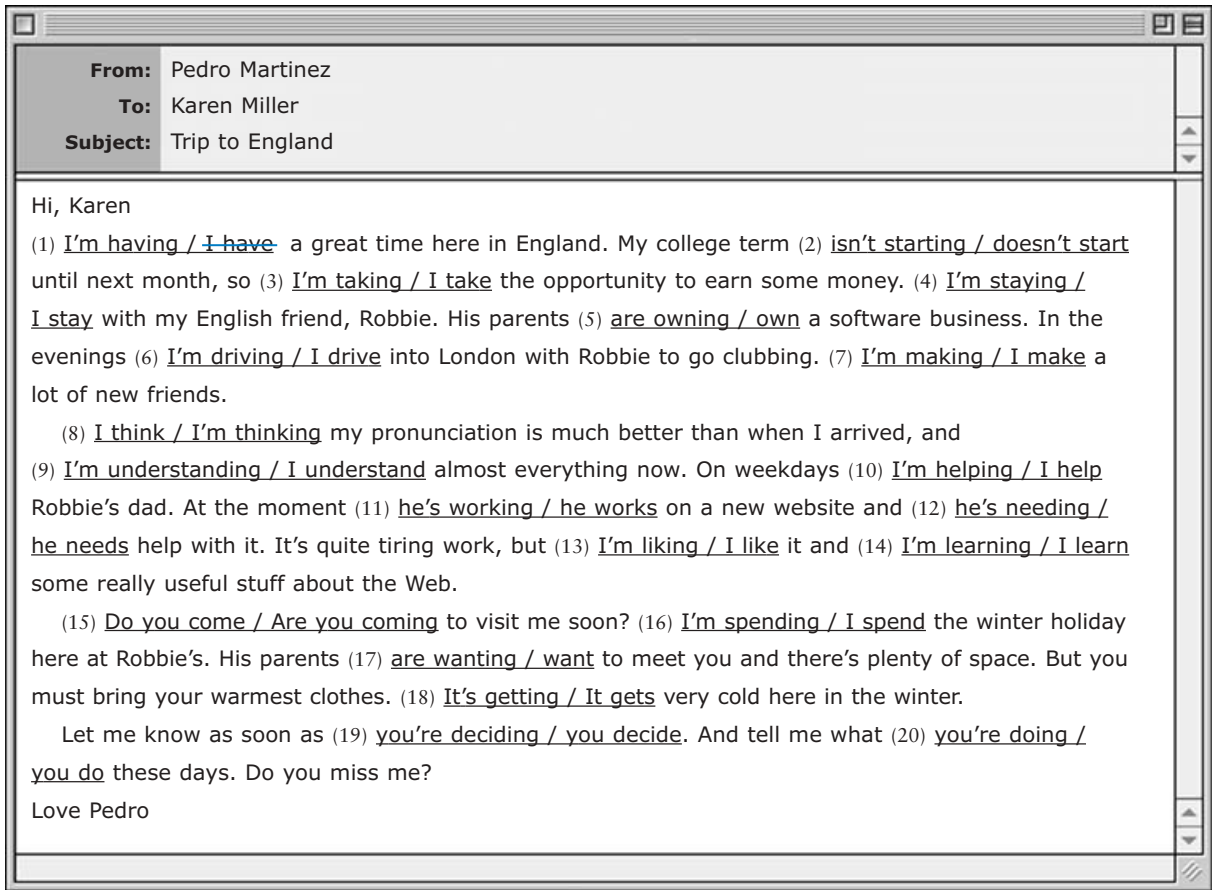 From: Pedro Martinez
To: Karen Miller
Subject: Trip to England
Hi, Karen
(1) I'm having / I have a great time here in England. My college term (2) isn't starting / doesn't start
until next month, so (3) I'm taking / I take the opportunity to earn some money. (4) I'm staying /
I stay with my English friend, Robbie. His parents (5) are owning / own a software business. In the
evenings (6) I'm driving / I drive into London with Robbie to go clubbing. (7) I'm making / I make a
lot of new friends.
(8) I think / I'm thinking my pronunciation is much better than when I arrived, and
(9) I'm understanding / I understand almost everything now. On weekdays (10) I'm helping / I help
Robbie's dad. At the moment (11) he's working / he works on a new website and (12) he's needing /
he needs help with it. It's quite tiring work, but (13) I'm liking / I like it and (14) I'm learning / I learn
some really useful stuff about the Web.
(15) Do you come / Are you coming to visit me soon? (16) I'm spending / I spend the winter holiday
here at Robbie's. His parents (17) are wanting / want to meet you and there's plenty of space. But you
must bring your warmest clothes. (18) It's getting / It gets very cold here in the winter.
Let me know as soon as (19) you're deciding / you decide. And tell me what (20) you're doing /
you do these days. Do you miss me?
Love Pedro